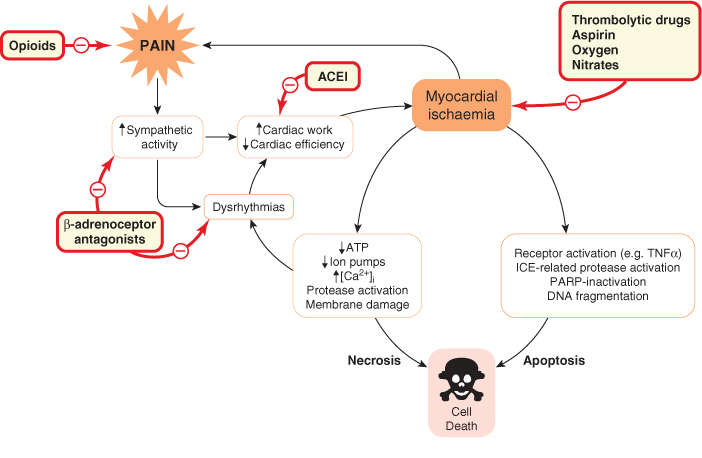 Thrombolytic drugs
Aspirin
Oxygen
Nitrates
Opioids
PAIN
ACEI
Myocardial
ischaemia
↑Sympathetic
activity
↑Cardiac work
↓Cardiac efficiency
β-adrenoceptor
antagonists
Dysrhythmias
↓ATP
↓Ion pumps
↑[Ca²⁺]ᵢ
Protease activation
Membrane damage
Receptor activation (e.g. TNFα)
ICE-related protease activation
PARP-inactivation
DNA fragmentation
Necrosis
Apoptosis
Cell
Death